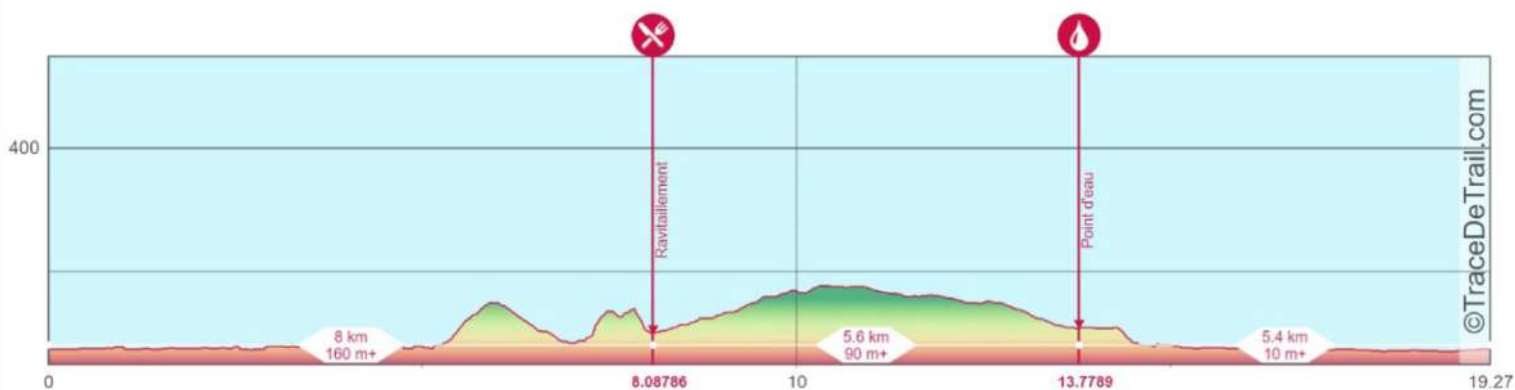 400
Ravitaillement
Point d'eau
©TraceDeTrail.com
8 km
160 m+
5.6 km
90 m+
5.4 km
10 m+
0
8.08786
10
13.7789
19.27